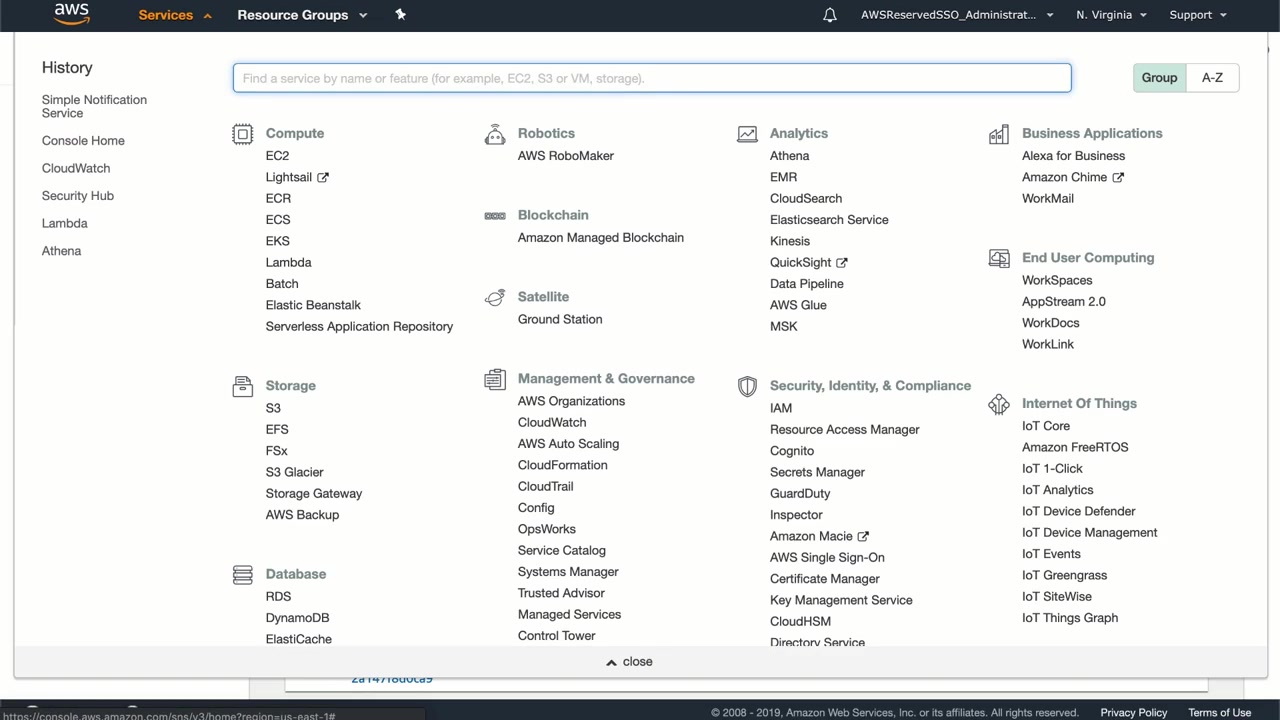 aws
Services
Resource Groups
AWSReservedSSO_Administrat...
N. Virginia
Support
History
Simple Notification
Service
Console Home
CloudWatch
Security Hub
Lambda
Athena
Find a service by name or feature (for example, EC2, S3 or VM, storage).
Group
A-Z
Compute
EC2
Lightsail
ECR
ECS
EKS
Lambda
Batch
Elastic Beanstalk
Serverless Application Repository
Storage
S3
EFS
FSx
S3 Glacier
Storage Gateway
AWS Backup
Database
RDS
DynamoDB
ElastiCache
Robotics
AWS RoboMaker
Blockchain
Amazon Managed Blockchain
Satellite
Ground Station
Management & Governance
AWS Organizations
CloudWatch
AWS Auto Scaling
CloudFormation
CloudTrail
Config
OpsWorks
Service Catalog
Systems Manager
Trusted Advisor
Managed Services
Control Tower
Analytics
Athena
EMR
CloudSearch
Elasticsearch Service
Kinesis
QuickSight
Data Pipeline
AWS Glue
MSK
Security, Identity, & Compliance
IAM
Resource Access Manager
Cognito
Secrets Manager
GuardDuty
Inspector
Amazon Macie
AWS Single Sign-On
Certificate Manager
Key Management Service
CloudHSM
Directory Service
Business Applications
Alexa for Business
Amazon Chime
WorkMail
End User Computing
WorkSpaces
AppStream 2.0
WorkDocs
WorkLink
Internet Of Things
IoT Core
Amazon FreeRTOS
IoT 1-Click
IoT Analytics
IoT Device Defender
IoT Device Management
IoT Events
IoT Greengrass
IoT SiteWise
IoT Things Graph
close
https://console.aws.amazon.com/sns/v3/home?region=us-east-1#
© 2008 - 2019, Amazon Web Services, Inc. or its affiliates. All rights reserved.
Privacy Policy
Terms of Use